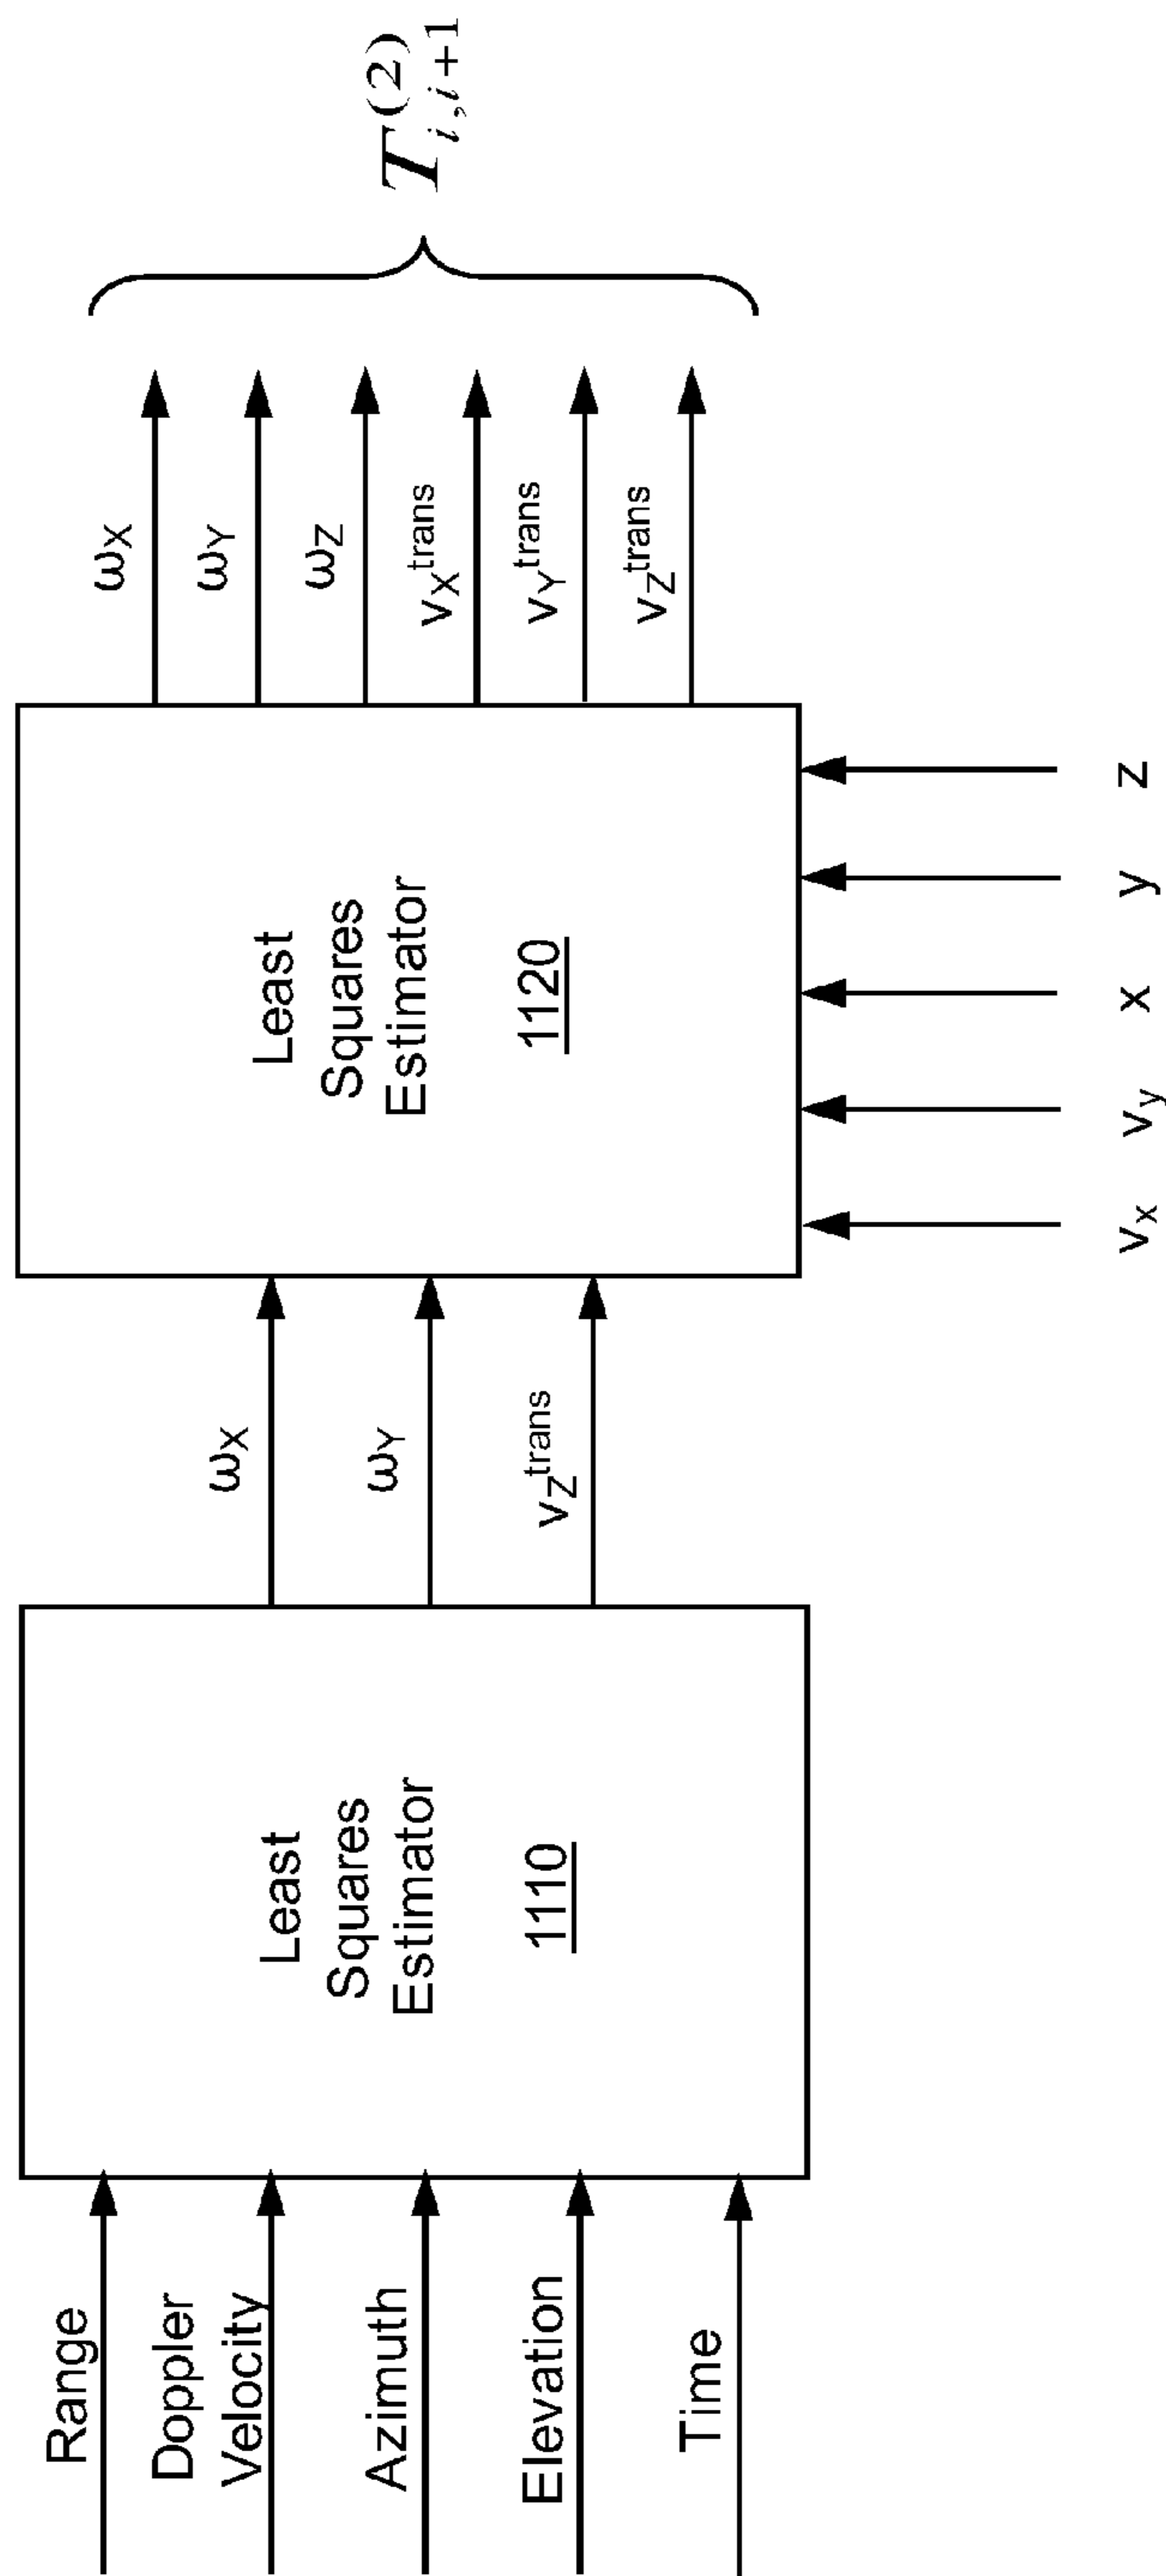 Range
Doppler
Velocity
Azimuth
Elevation
Time
Least
Squares
Estimator
1110
ωX
ωY
vZtrans
Least
Squares
Estimator
1120
vx
vy
x
y
z
ωX
ωY
ωZ
vXtrans
vYtrans
vZtrans
T(2)i,i+1